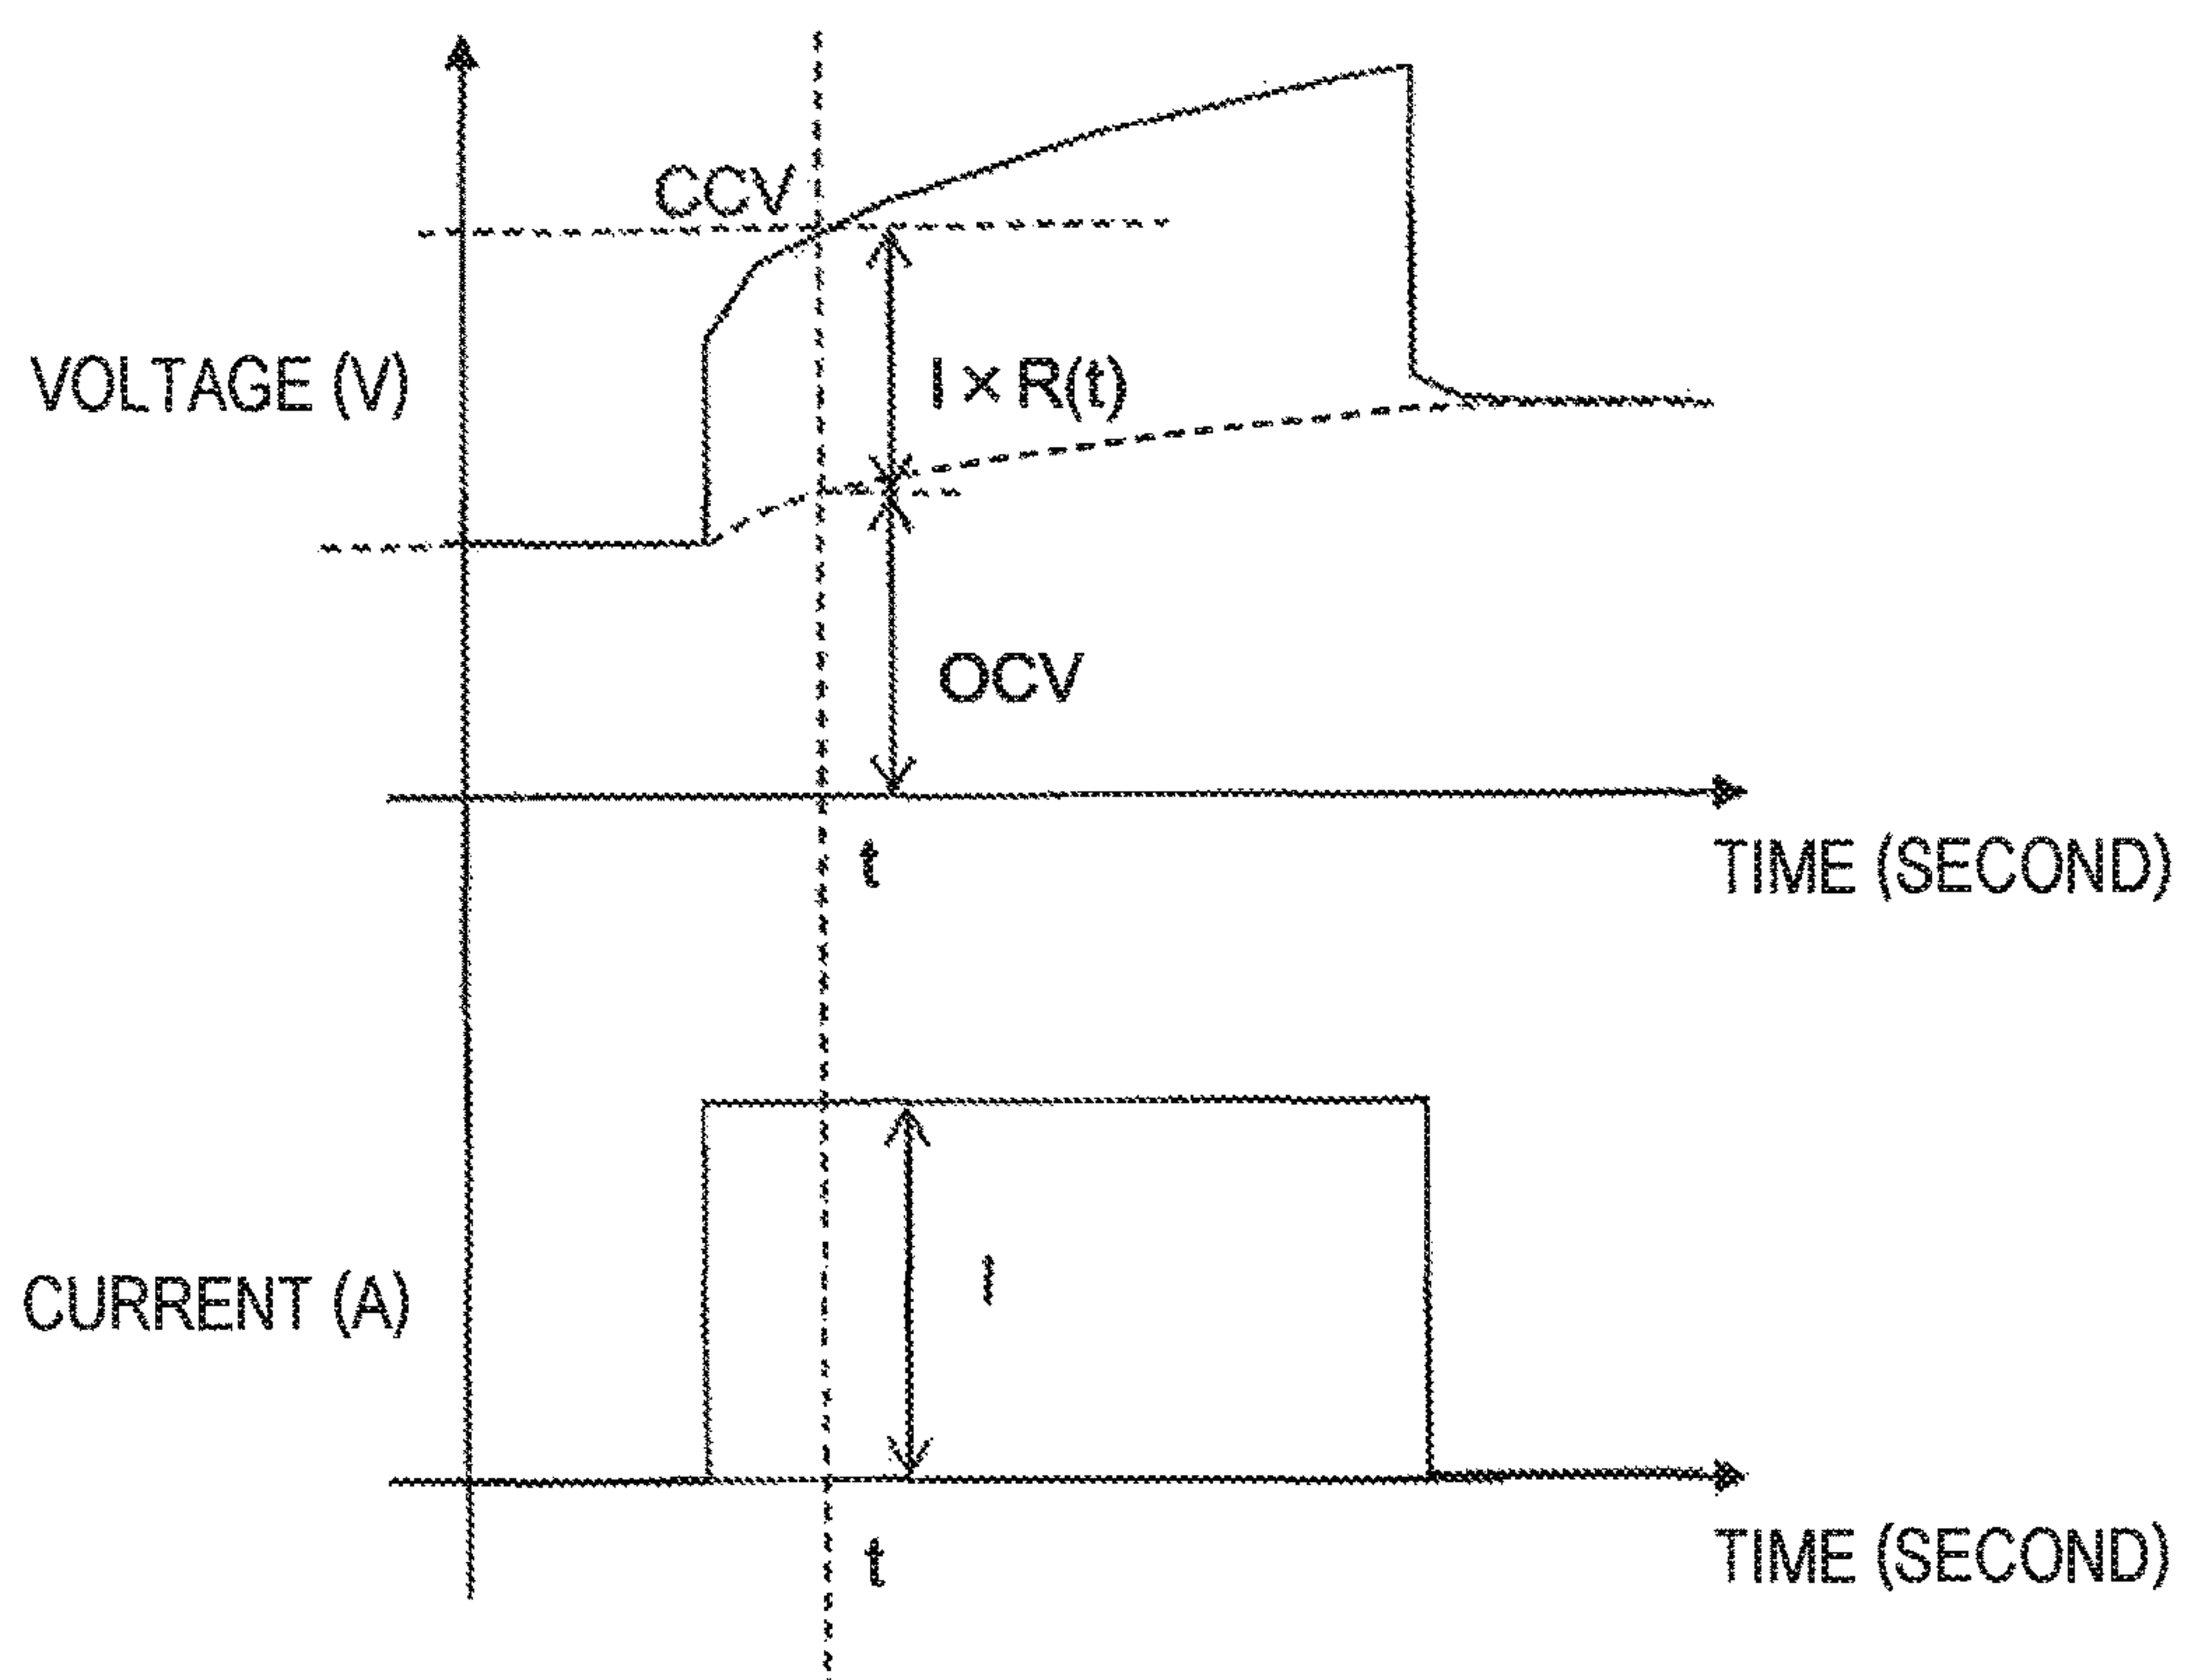 CCV
VOLTAGE (V)
I × R(t)
OCV
t
TIME (SECOND)
I
CURRENT (A)
t
TIME (SECOND)